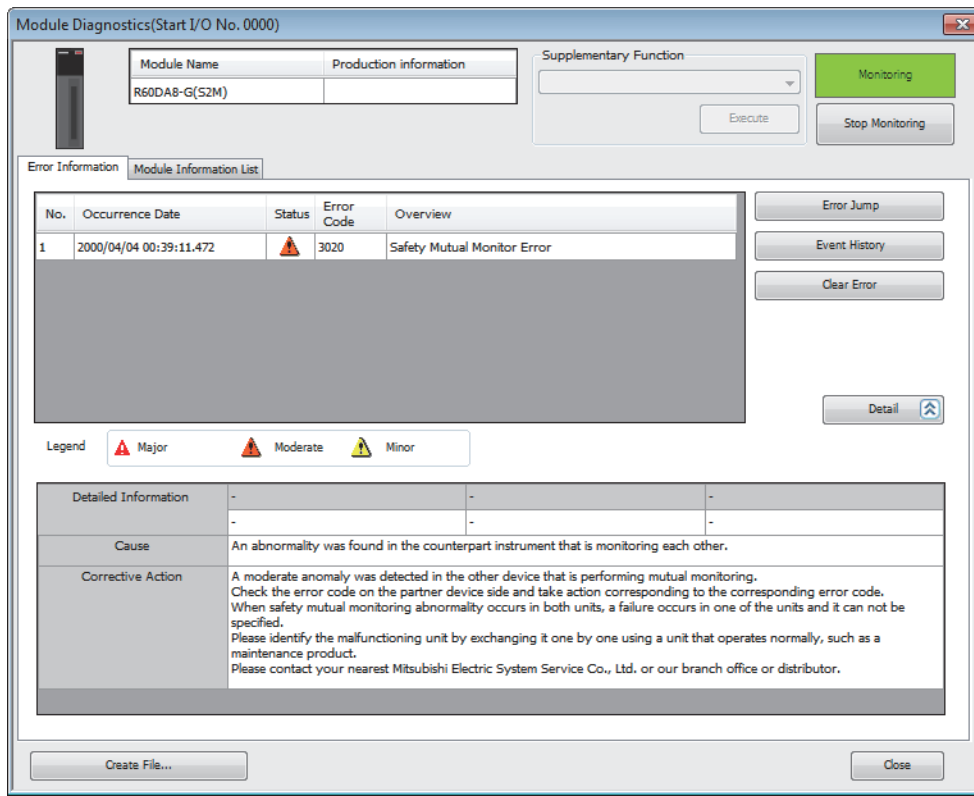 Module Diagnostics(Start I/O No. 0000)
Module Name Production information
R60DA8-G(S2M)
Supplementary Function
Execute
Monitoring
Stop Monitoring
Error Information Module Information List
No. Occurrence Date Status Error Code Overview
1 2000/04/04 00:39:11.472 3020 Safety Mutual Monitor Error
Error Jump
Event History
Clear Error
Detail
Legend Major Moderate Minor
Detailed Information - - -
- - -
Cause An abnormality was found in the counterpart instrument that is monitoring each other.
Corrective Action A moderate anomaly was detected in the other device that is performing mutual monitoring.
Check the error code on the partner device side and take action corresponding to the corresponding error code.
When safety mutual monitoring abnormality occurs in both units, a failure occurs in one of the units and it can not be
specified.
Please identify the malfunctioning unit by exchanging it one by one using a unit that operates normally, such as a
maintenance product.
Please contact your nearest Mitsubishi Electric System Service Co., Ltd. or our branch office or distributor.
Create File... Close